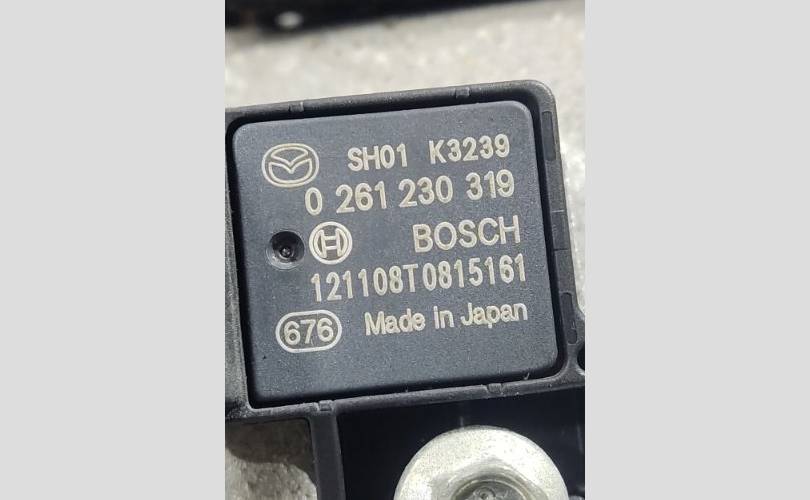 SH01 K3239
0 261 230 319
BOSCH
121108T0815161
676 Made in Japan